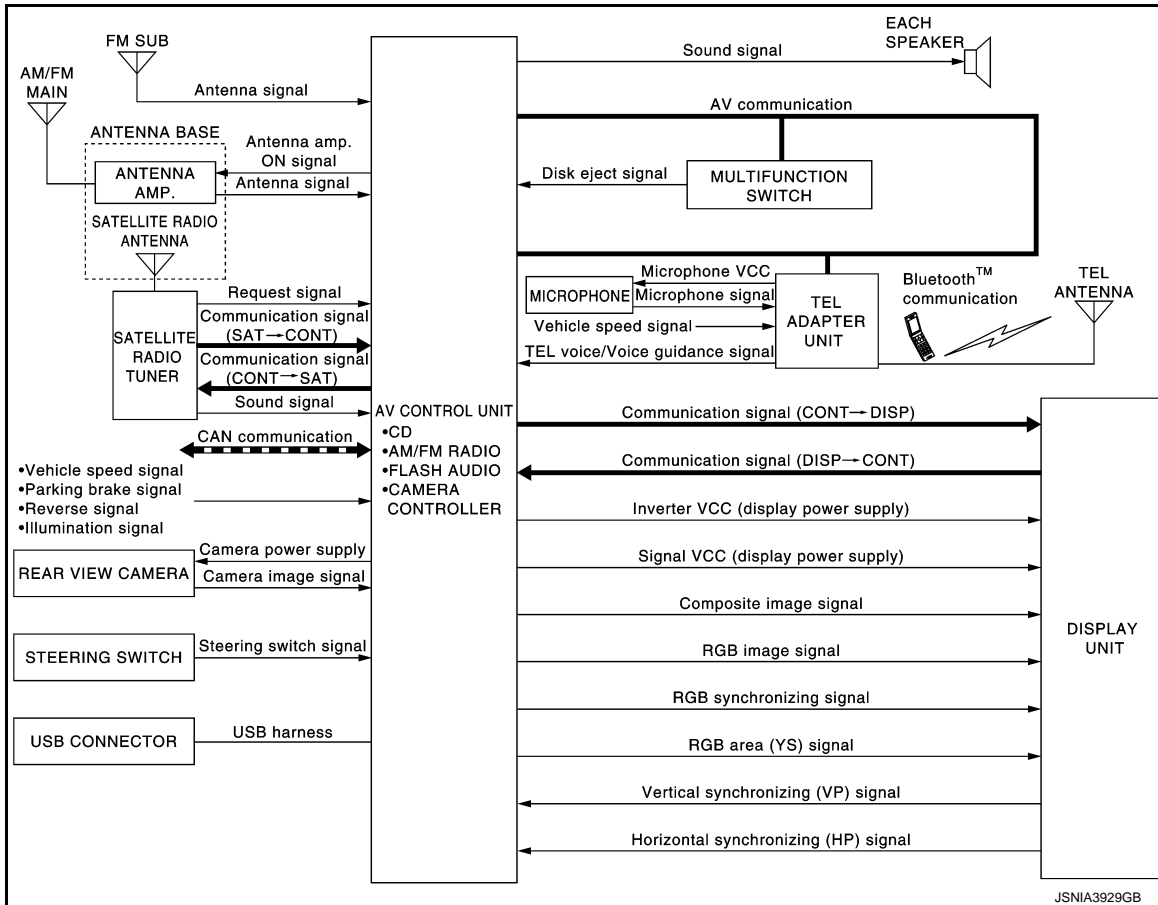 FM SUB
AM/FM
MAIN
Antenna signal
ANTENNA BASE
Antenna amp.
ON signal
ANTENNA
AMP.
Antenna signal
SATELLITE RADIO
ANTENNA
Request signal
Communication signal
(SAT→CONT)
SATELLITE
RADIO
TUNER
Communication signal
(CONT→SAT)
Sound signal
CAN communication
•Vehicle speed signal
•Parking brake signal
•Reverse signal
•Illumination signal
REAR VIEW CAMERA
Camera power supply
Camera image signal
STEERING SWITCH
Steering switch signal
USB CONNECTOR
USB harness
AV CONTROL UNIT
•CD
•AM/FM RADIO
•FLASH AUDIO
•CAMERA
CONTROLLER
Sound signal
EACH
SPEAKER
AV communication
Disk eject signal
MULTIFUNCTION
SWITCH
Microphone VCC
MICROPHONE
Microphone signal
Vehicle speed signal
TEL voice/Voice guidance signal
TEL
ADAPTER
UNIT
Bluetooth™
communication
TEL
ANTENNA
Communication signal (CONT→DISP)
Communication signal (DISP→CONT)
Inverter VCC (display power supply)
Signal VCC (display power supply)
Composite image signal
RGB image signal
RGB synchronizing signal
RGB area (YS) signal
Vertical synchronizing (VP) signal
Horizontal synchronizing (HP) signal
DISPLAY
UNIT
JSNIA3929GB